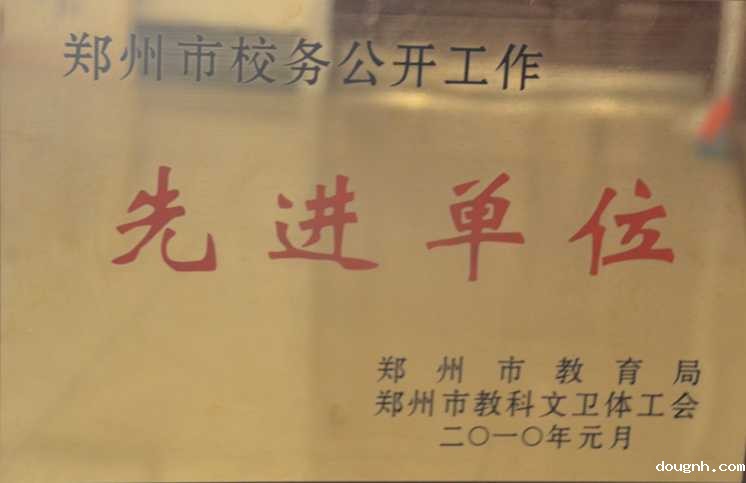 郑州市校务公开工作
先进单位
郑州市教育局
郑州市教科文卫体工会
二〇一〇年元月
www.dougnh.com